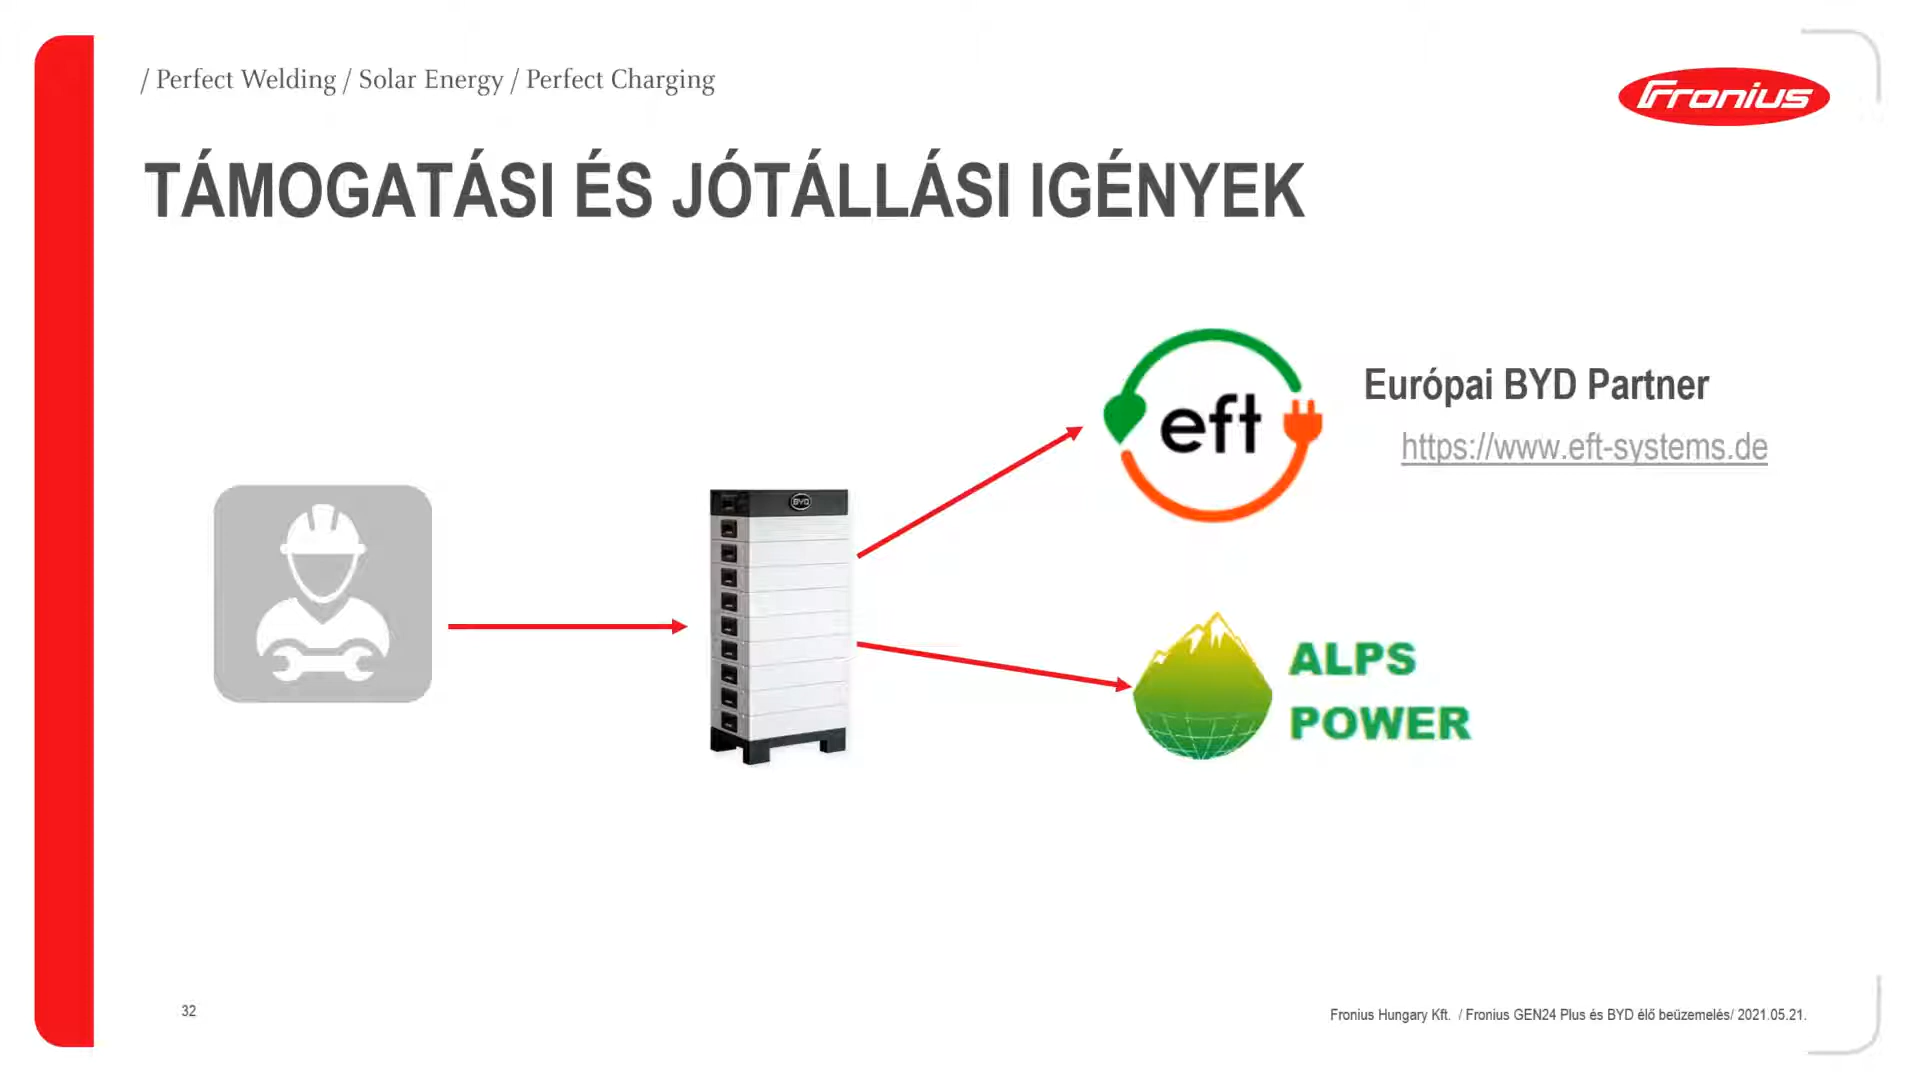 / Perfect Welding / Solar Energy / Perfect Charging
Fronius
TÁMOGATÁSI ÉS JÓTÁLLÁSI IGÉNYEK
eft
Európai BYD Partner
https://www.eft-systems.de
BYD
ALPS
POWER
32
Fronius Hungary Kft. / Fronius GEN24 Plus és BYD élő beüzemelés/ 2021.05.21.